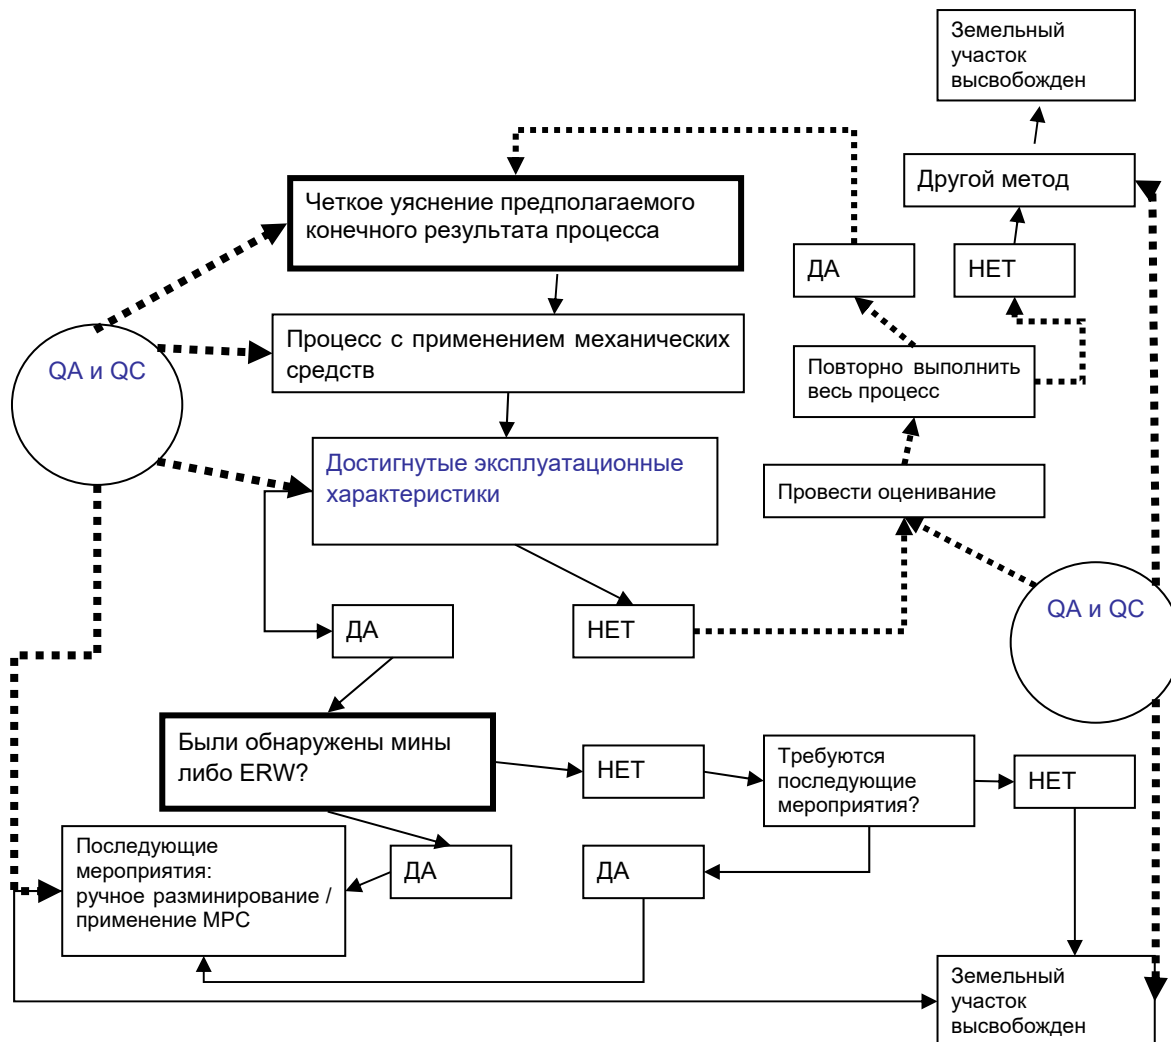 Земельный
участок
высвобожден
Другой метод
Четкое уяснение предполагаемого
конечного результата процесса
ДА
НЕТ
QA и QC
Процесс с применением механических
средств
Повторно выполнить
весь процесс
Достигнутые эксплуатационные
характеристики
Провести оценивание
ДА
НЕТ
QA и QC
Были обнаружены мины
либо ERW?
НЕТ
Требуются
последующие
мероприятия?
НЕТ
Последующие
мероприятия:
ручное разминирование /
применение МРС
ДА
ДА
Земельный
участок
высвобожден